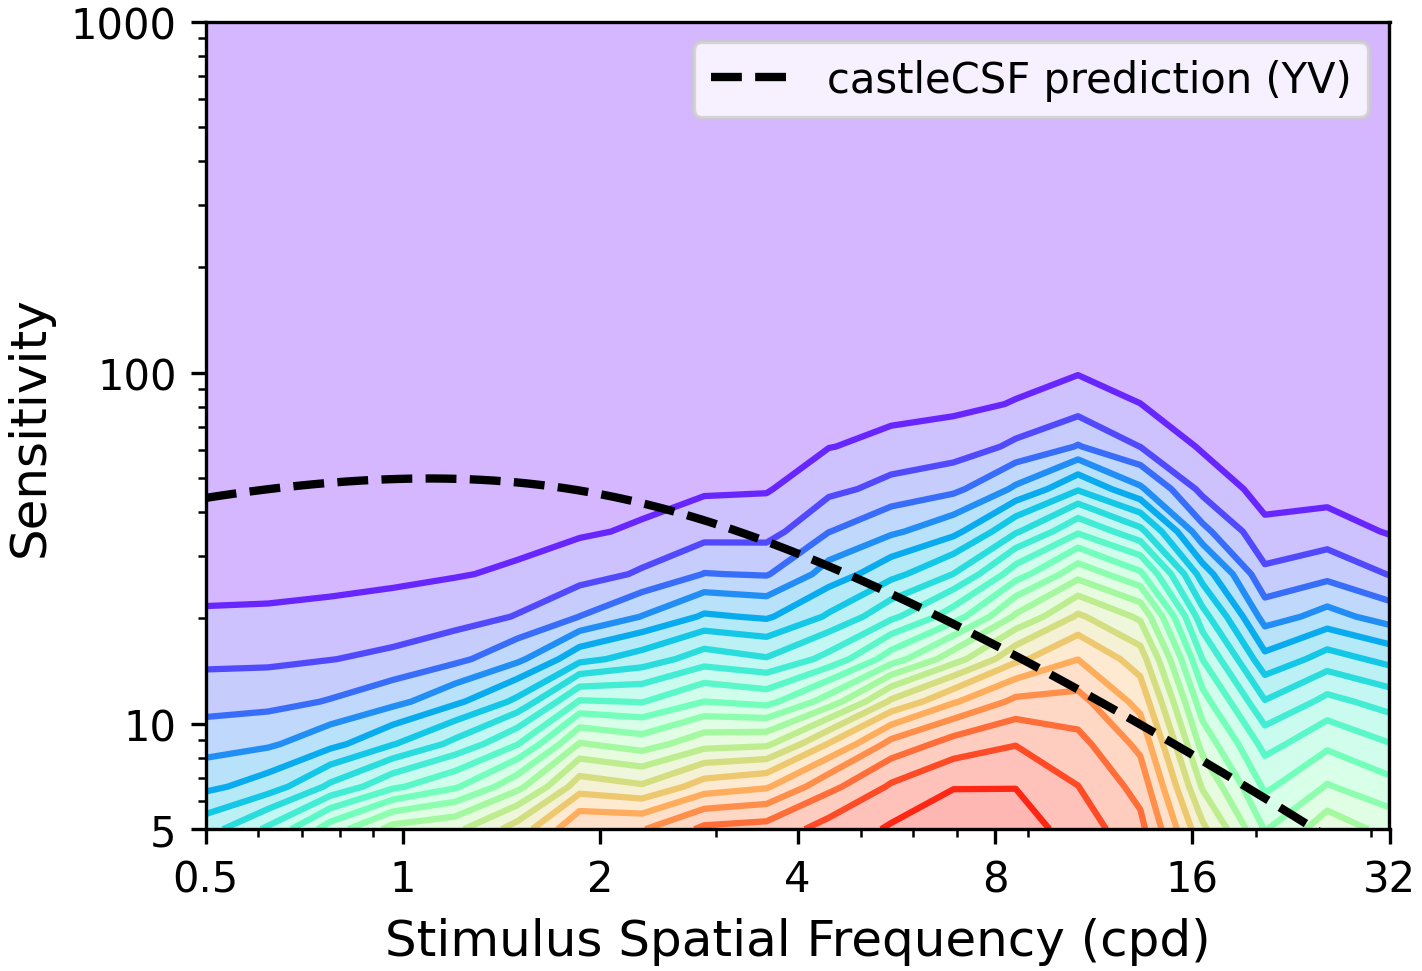 1000
castleCSF prediction (YV)
100
Sensitivity
10
5
0.5 1 2 4 8 16 32
Stimulus Spatial Frequency (cpd)